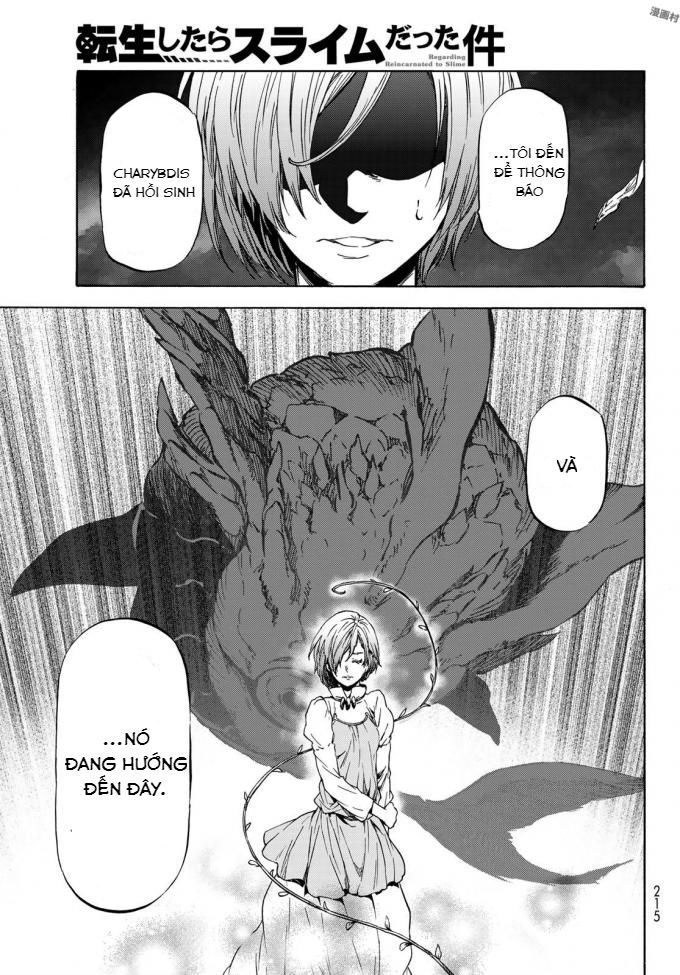 漫画村
転生したらスライムだった件
Regarding
Reincarnated to Slime
...TÔI ĐẾN
ĐỂ THÔNG
BÁO
CHARYBDIS
ĐÃ HỒI SINH
VÀ
...NÓ
ĐANG HƯỚNG
ĐẾN ĐÂY.
215